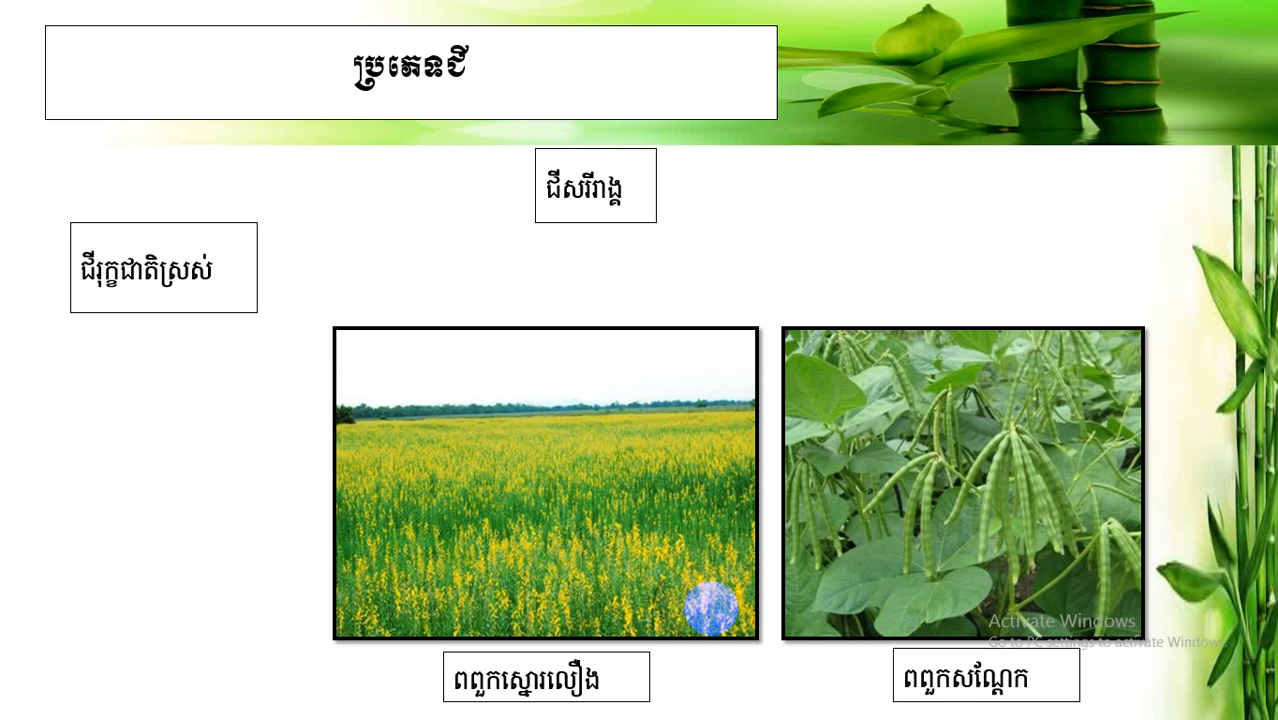 ប្រភេទជី
ជីសរីរាង្គ
ជីរុក្ខជាតិស្រស់
Activate Windows
Go to PC settings to activate Windows.
ពពួកស្នោរលឿង
ពពួកសណ្តែក